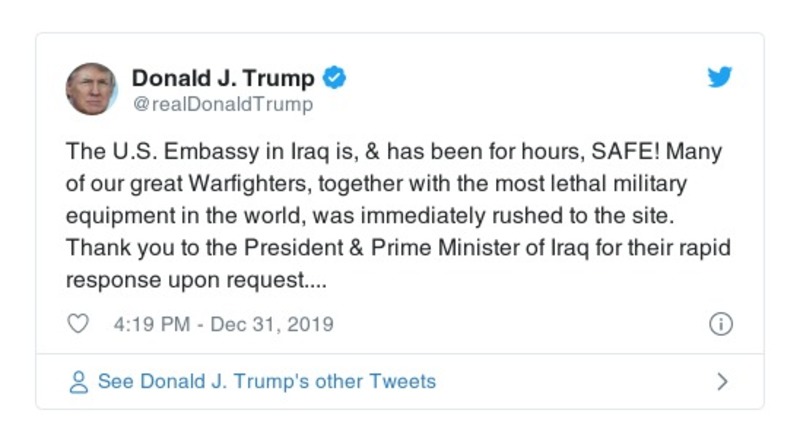 Donald J. Trump
@realDonaldTrump
The U.S. Embassy in Iraq is, & has been for hours, SAFE! Many
of our great Warfighters, together with the most lethal military
equipment in the world, was immediately rushed to the site.
Thank you to the President & Prime Minister of Iraq for their rapid
response upon request....
4:19 PM - Dec 31, 2019
See Donald J. Trump's other Tweets